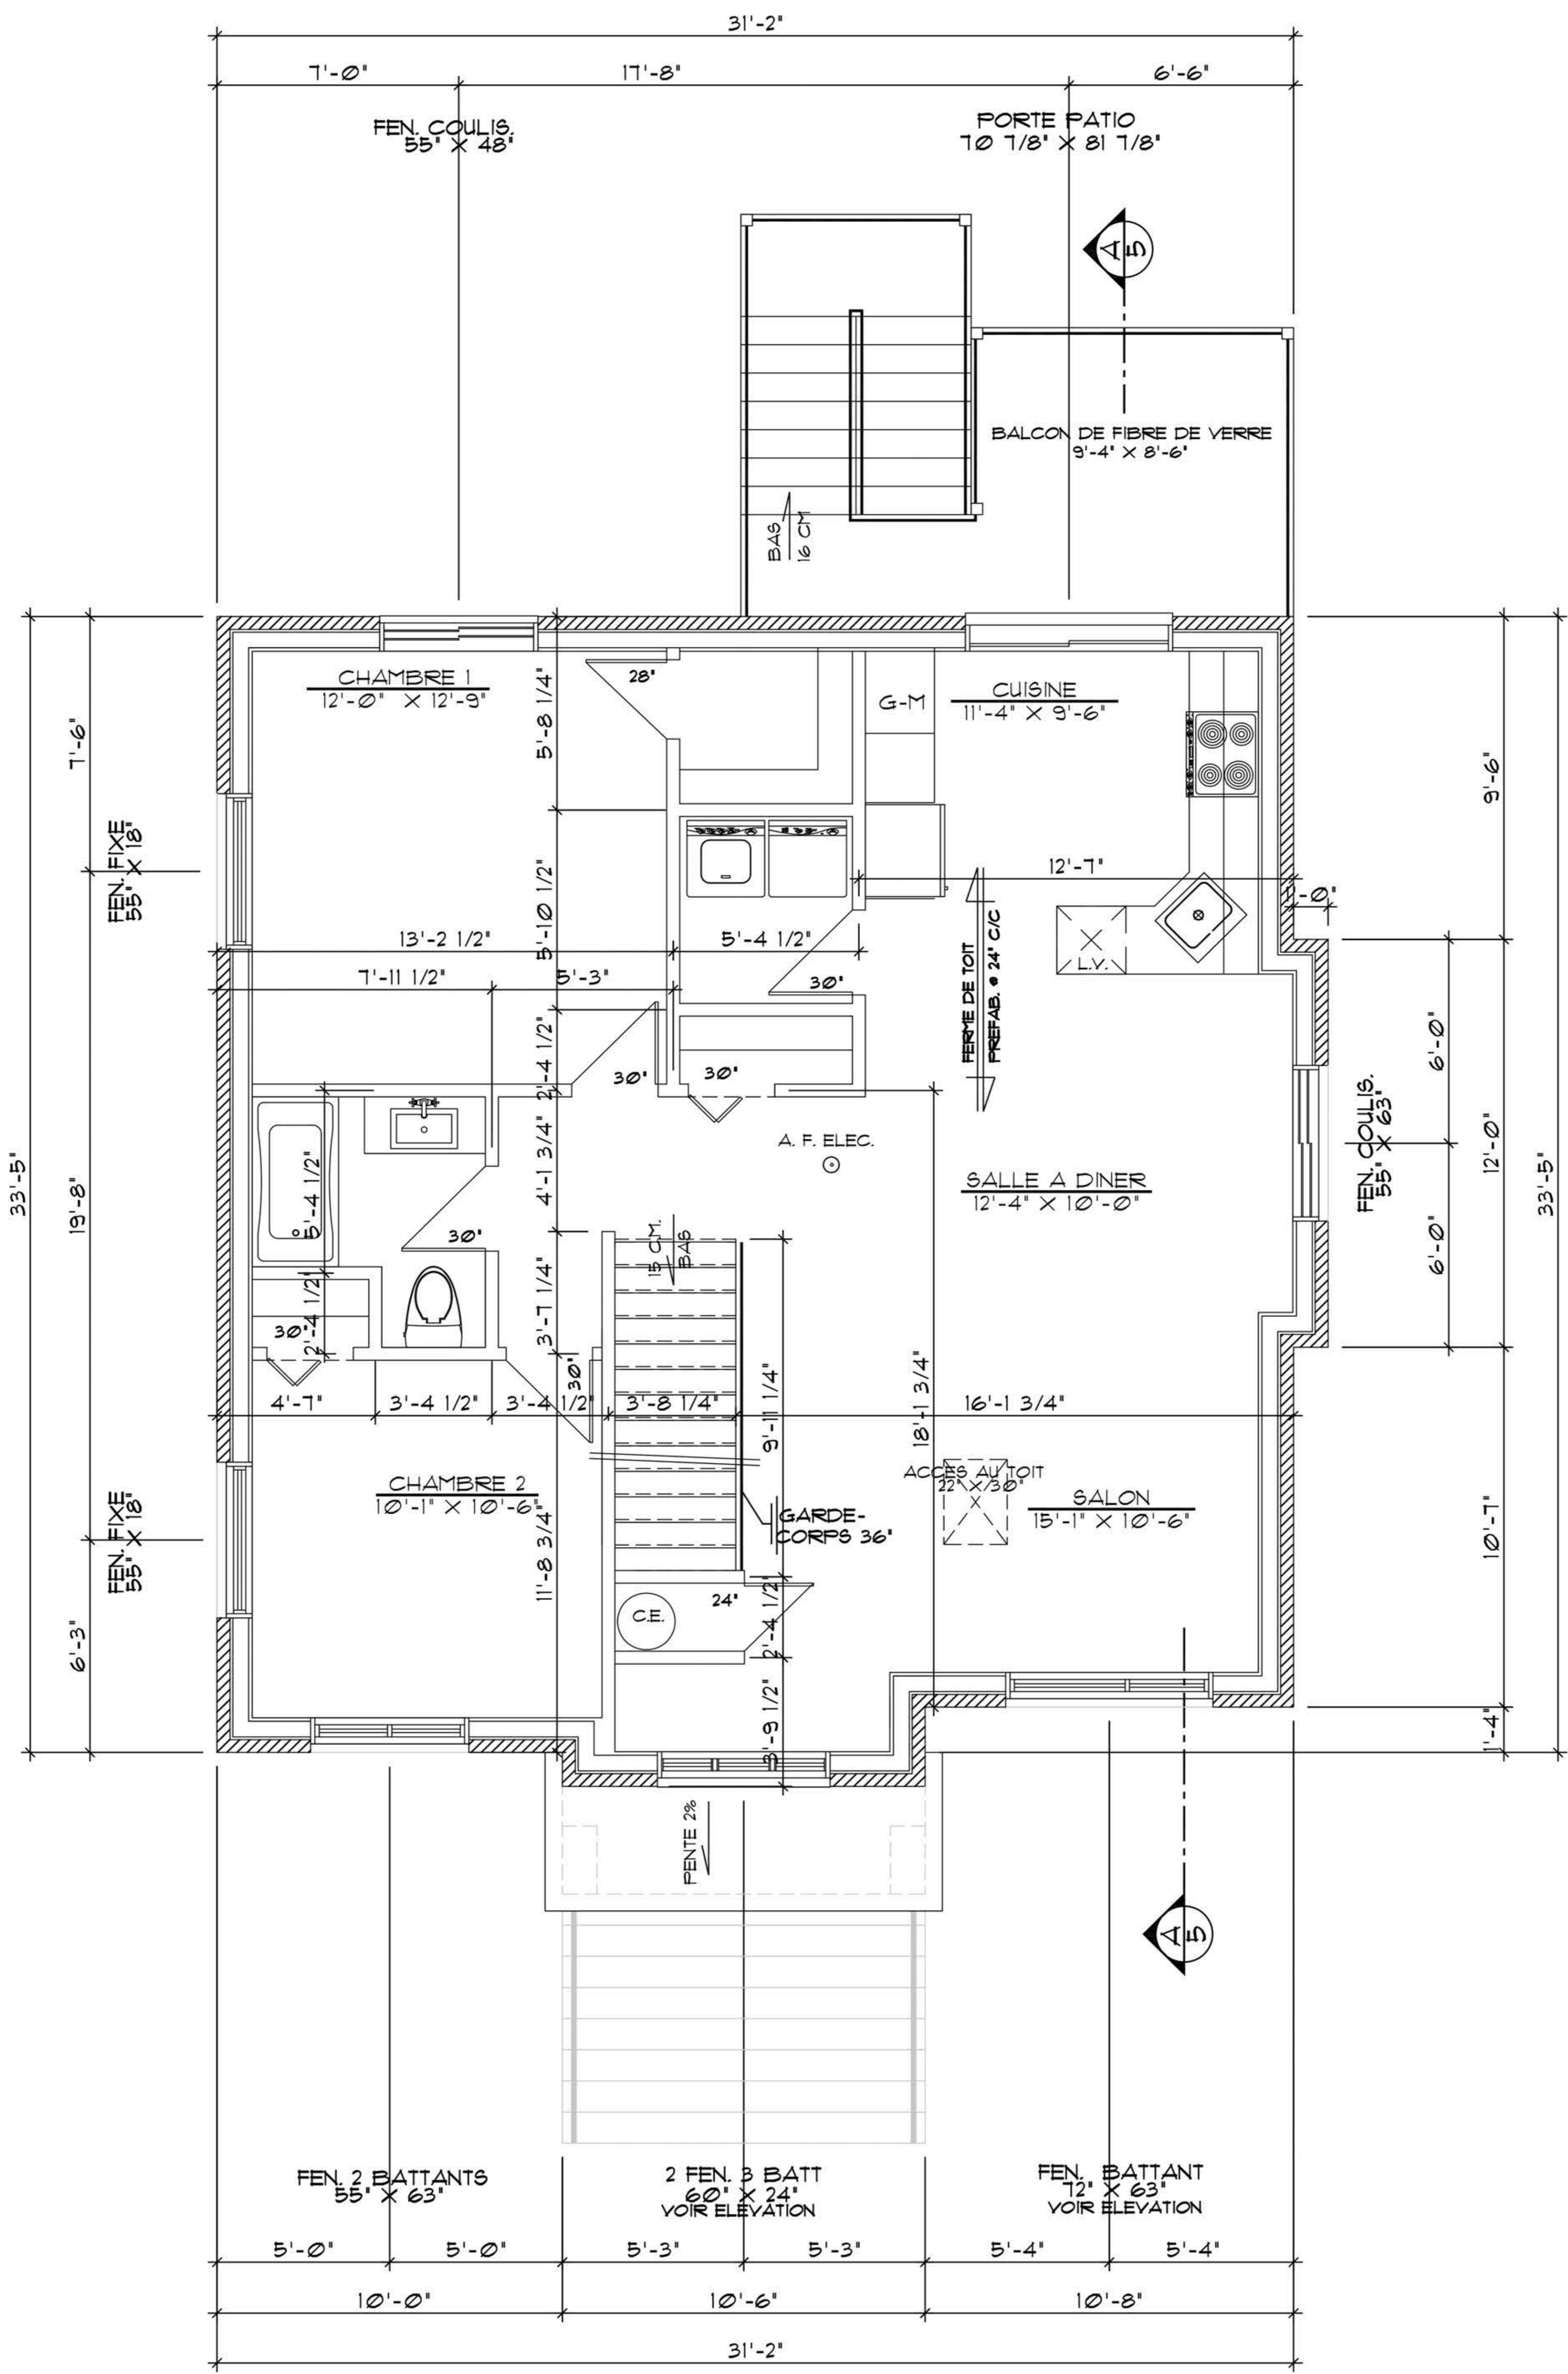 31'-2"
7'-0"
17'-8"
6'-6"
FEN. COULIS.
55" X 48"
PORTE PATIO
70 7/8" X 81 7/8"
A
5
BALCON DE FIBRE DE VERRE
9'-4" X 8'-6"
BAS
16 CM
CHAMBRE 1
12'-0" X 12'-9"
28"
5'-8 1/4"
G-M
CUISINE
11'-4" X 9'-6"
7'-6"
9'-6"
FEN. FIXE
55" X 18"
12'-7"
1'-0"
5'-10 1/2"
13'-2 1/2"
5'-4 1/2"
7'-11 1/2"
5'-3"
30"
FERME DE TOIT
PREFAB. @ 24" C/C
L.V.
2'-4 1/2"
30"
30"
6'-0"
12'-0"
6'-0"
FEN. COULIS.
55" X 63"
33'-5"
33'-5"
19'-8"
A. F. ELEC.
SALLE A DINER
12'-4" X 10'-0"
4'-1 3/4"
5'-4 1/2"
30"
15 C.M.
BAS
3'-7 1/4"
2'-4 1/2"
30"
30"
4'-7"
3'-4 1/2"
3'-4 1/2"
3'-8 1/4"
9'-11 1/4"
18'-1 3/4"
16'-1 3/4"
CHAMBRE 2
10'-1" X 10'-6"
ACCES AU TOIT
22" X 30"
SALON
15'-1" X 10'-6"
GARDE-
CORPS 36"
FEN. FIXE
55" X 18"
11'-8 3/4"
10'-7"
24"
C.E.
2'-4 1/2"
6'-3"
3'-9 1/2"
1'-4"
PENTE 2%
A
5
FEN. 2 BATTANTS
55" X 63"
2 FEN. 3 BATT
60" X 24"
VOIR ELEVATION
FEN. BATTANT
72" X 63"
VOIR ELEVATION
5'-0"
5'-0"
5'-3"
5'-3"
5'-4"
5'-4"
10'-0"
10'-6"
10'-8"
31'-2"